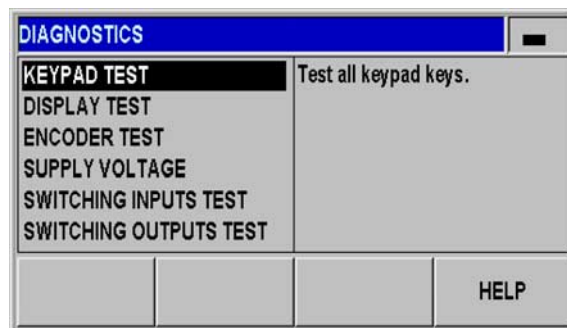 DIAGNOSTICS
KEYPAD TEST
DISPLAY TEST
ENCODER TEST
SUPPLY VOLTAGE
SWITCHING INPUTS TEST
SWITCHING OUTPUTS TEST
Test all keypad keys.
HELP